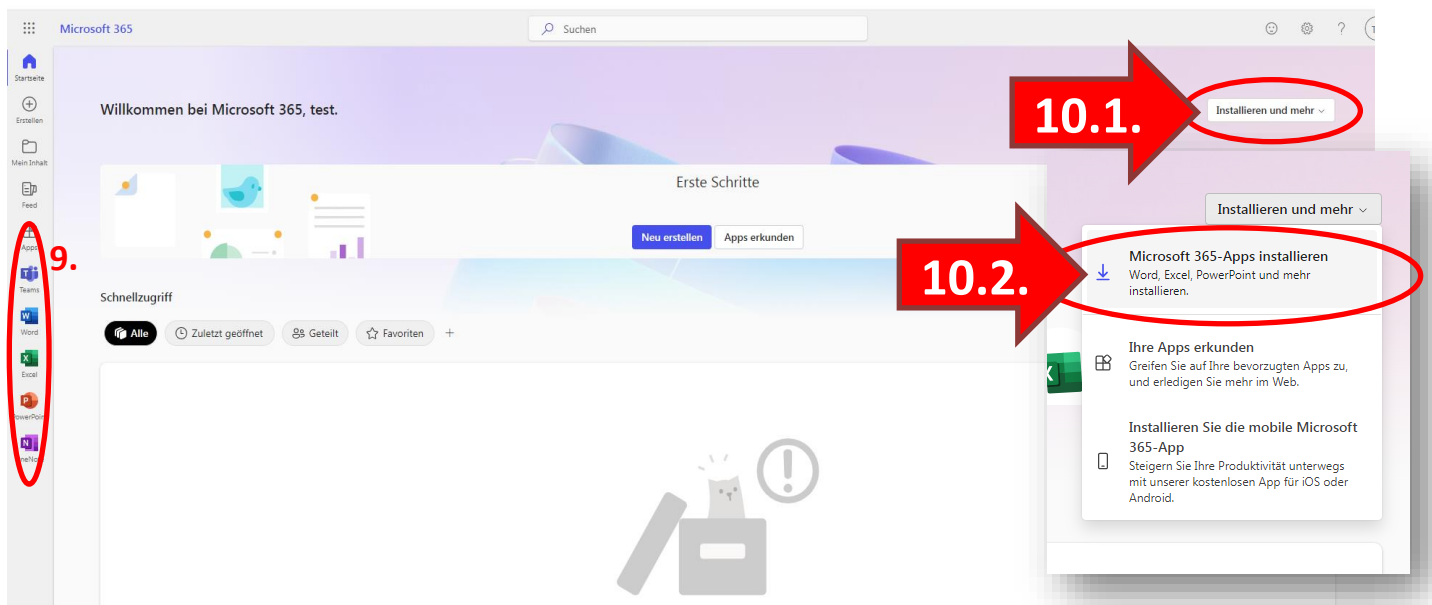 Microsoft 365
Suchen
Startseite
Erstellen
Mein Inhalt
Feed
Apps
Teams
Word
Excel
PowerPoin
neNo
9.
Willkommen bei Microsoft 365, test.
10.1.
Installieren und mehr
Erste Schritte
Neu erstellen
Apps erkunden
Schnellzugriff
Alle
Zuletzt geöffnet
Geteilt
Favoriten
10.2.
Installieren und mehr
Microsoft 365-Apps installieren
Word, Excel, PowerPoint und mehr
installieren.
Ihre Apps erkunden
Greifen Sie auf Ihre bevorzugten Apps zu,
und erledigen Sie mehr im Web.
Installieren Sie die mobile Microsoft
365-App
Steigern Sie Ihre Produktivität unterwegs
mit unserer kostenlosen App für iOS oder
Android.